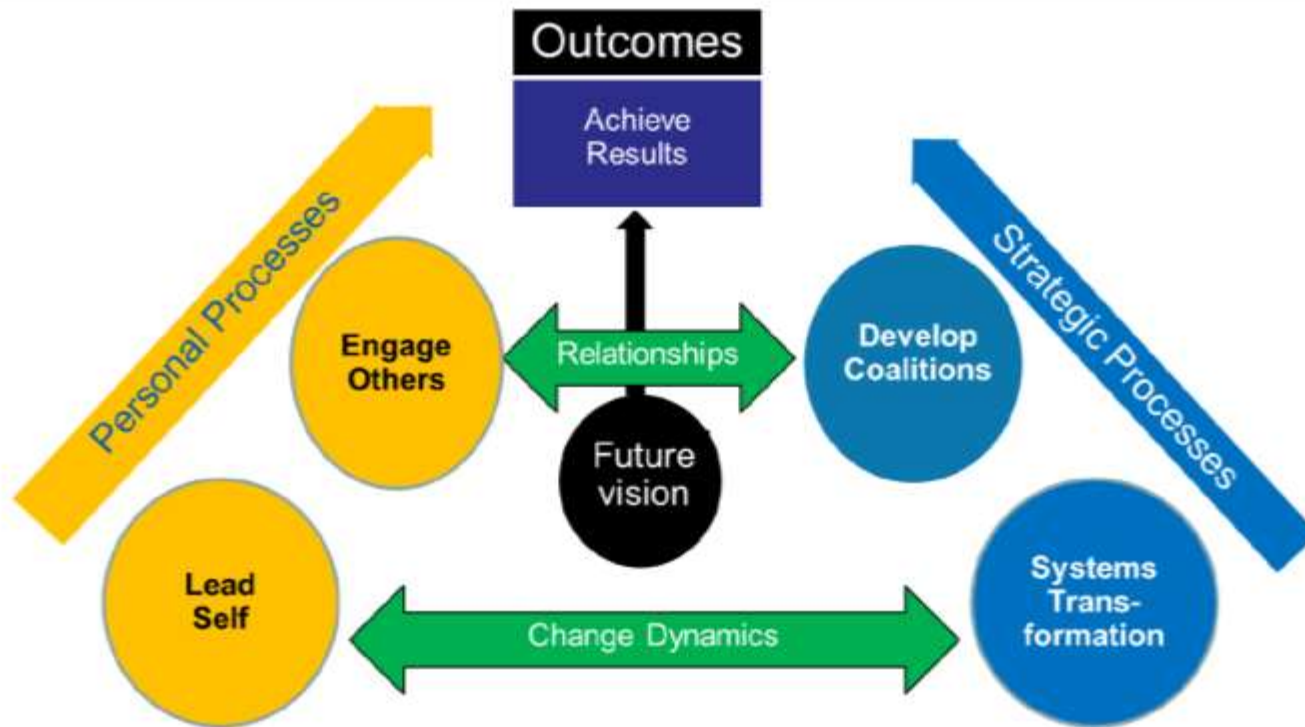 Outcomes
Achieve
Results
Personal Processes
Strategic Processes
Engage
Others
Relationships
Develop
Coalitions
Future
vision
Lead
Self
Change Dynamics
Systems
Trans-
formation